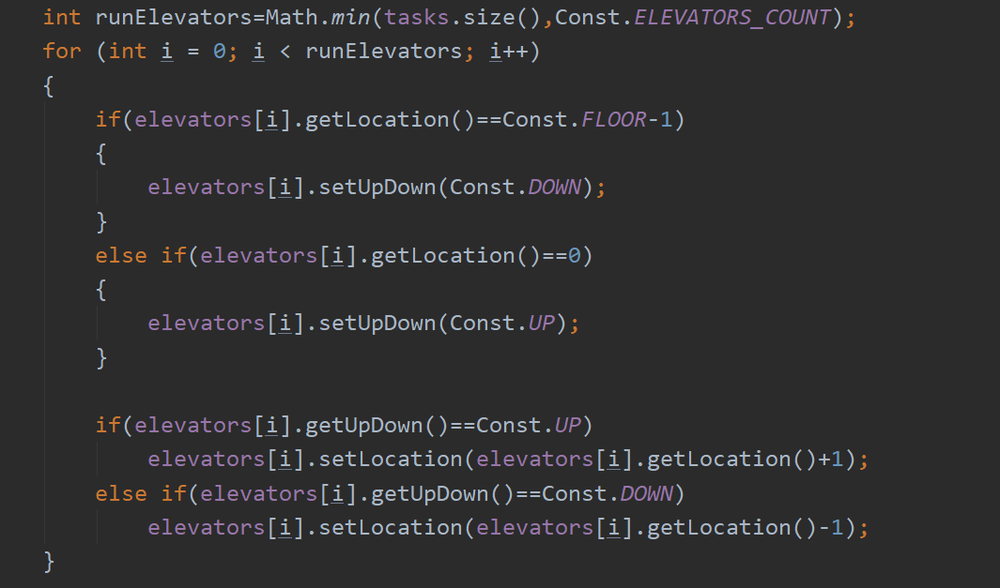 int runElevators=Math.min(tasks.size(),Const.ELEVATORS_COUNT);
for (int i = 0; i < runElevators; i++)
{
if(elevators[i].getLocation()==Const.FLOOR-1)
{
elevators[i].setUpDown(Const.DOWN);
}
else if(elevators[i].getLocation()==0)
{
elevators[i].setUpDown(Const.UP);
}
if(elevators[i].getUpDown()==Const.UP)
elevators[i].setLocation(elevators[i].getLocation()+1);
else if(elevators[i].getUpDown()==Const.DOWN)
elevators[i].setLocation(elevators[i].getLocation()-1);
}